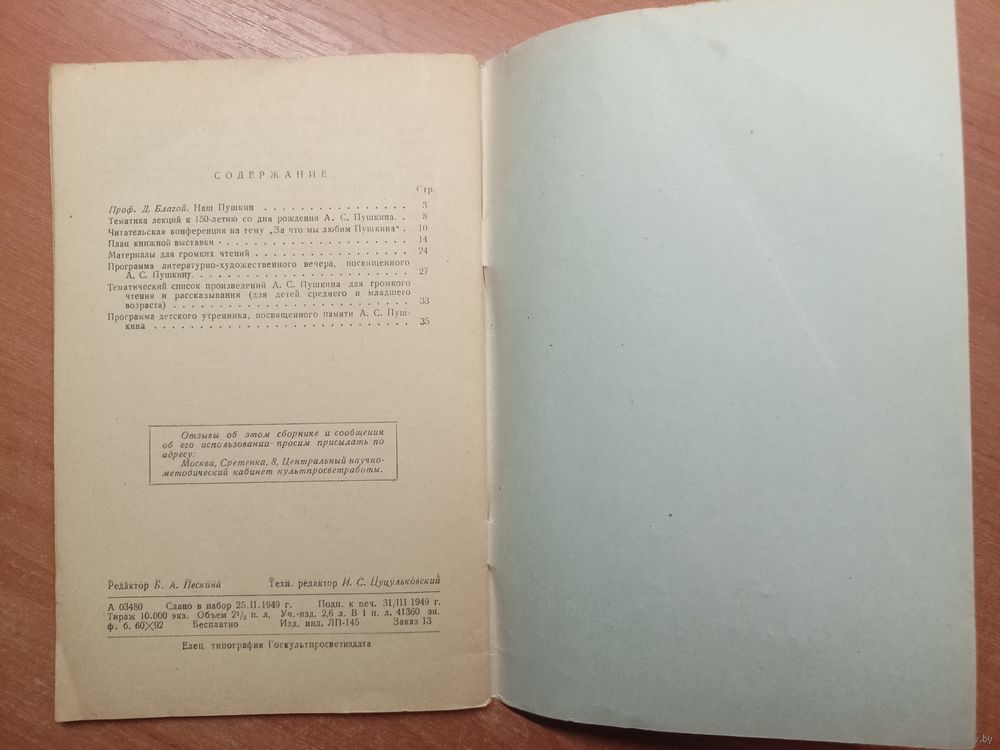 СОДЕРЖАНИЕ
Стр.
Проф. Д. Благой. Наш Пушкин . . . . . . . . . . . . . . . 3
Тематика лекций к 150-летию со дня рождения А. С. Пушкина. . 8
Читательская конференция на тему „За что мы любим Пушкина“ . 10
План книжной выставки . . . . . . . . . . . . . . . . . . 14
Материалы для громких чтений . . . . . . . . . . . . . . . 24
Программа литературно-художественного вечера, посвященного
А. С. Пушкину. . . . . . . . . . . . . . . . . . . . . . 27
Тематический список произведений А. С. Пушкина для громкого
чтения и рассказывания (для детей среднего и младшего
возраста) . . . . . . . . . . . . . . . . . . . . . . . 33
Программа детского утренника, посвященного памяти А. С. Пуш-
кина . . . . . . . . . . . . . . . . . . . . . . . . . 35
Отзывы об этом сборнике и сообщения
об его использовании просим присылать по
адресу:
Москва, Сретенка, 8, Центральный научно-
методический кабинет культпросветработы.
Редактор Б. А. Пескина Техн. редактор И. С. Цуцульковский
А 03480 Сдано в набор 25.II.1949 г. Подп. к печ. 31/III-1949 г.
Тираж 10.000 экз. Объем 2½ п. л. Уч.-изд. 2,6 л. В 1 п. л. 41360 зн.
ф. б. 60×92 Бесплатно Изд. инд. ЛП-145 Заказ 13
Елец, типография Госкультпросветиздата